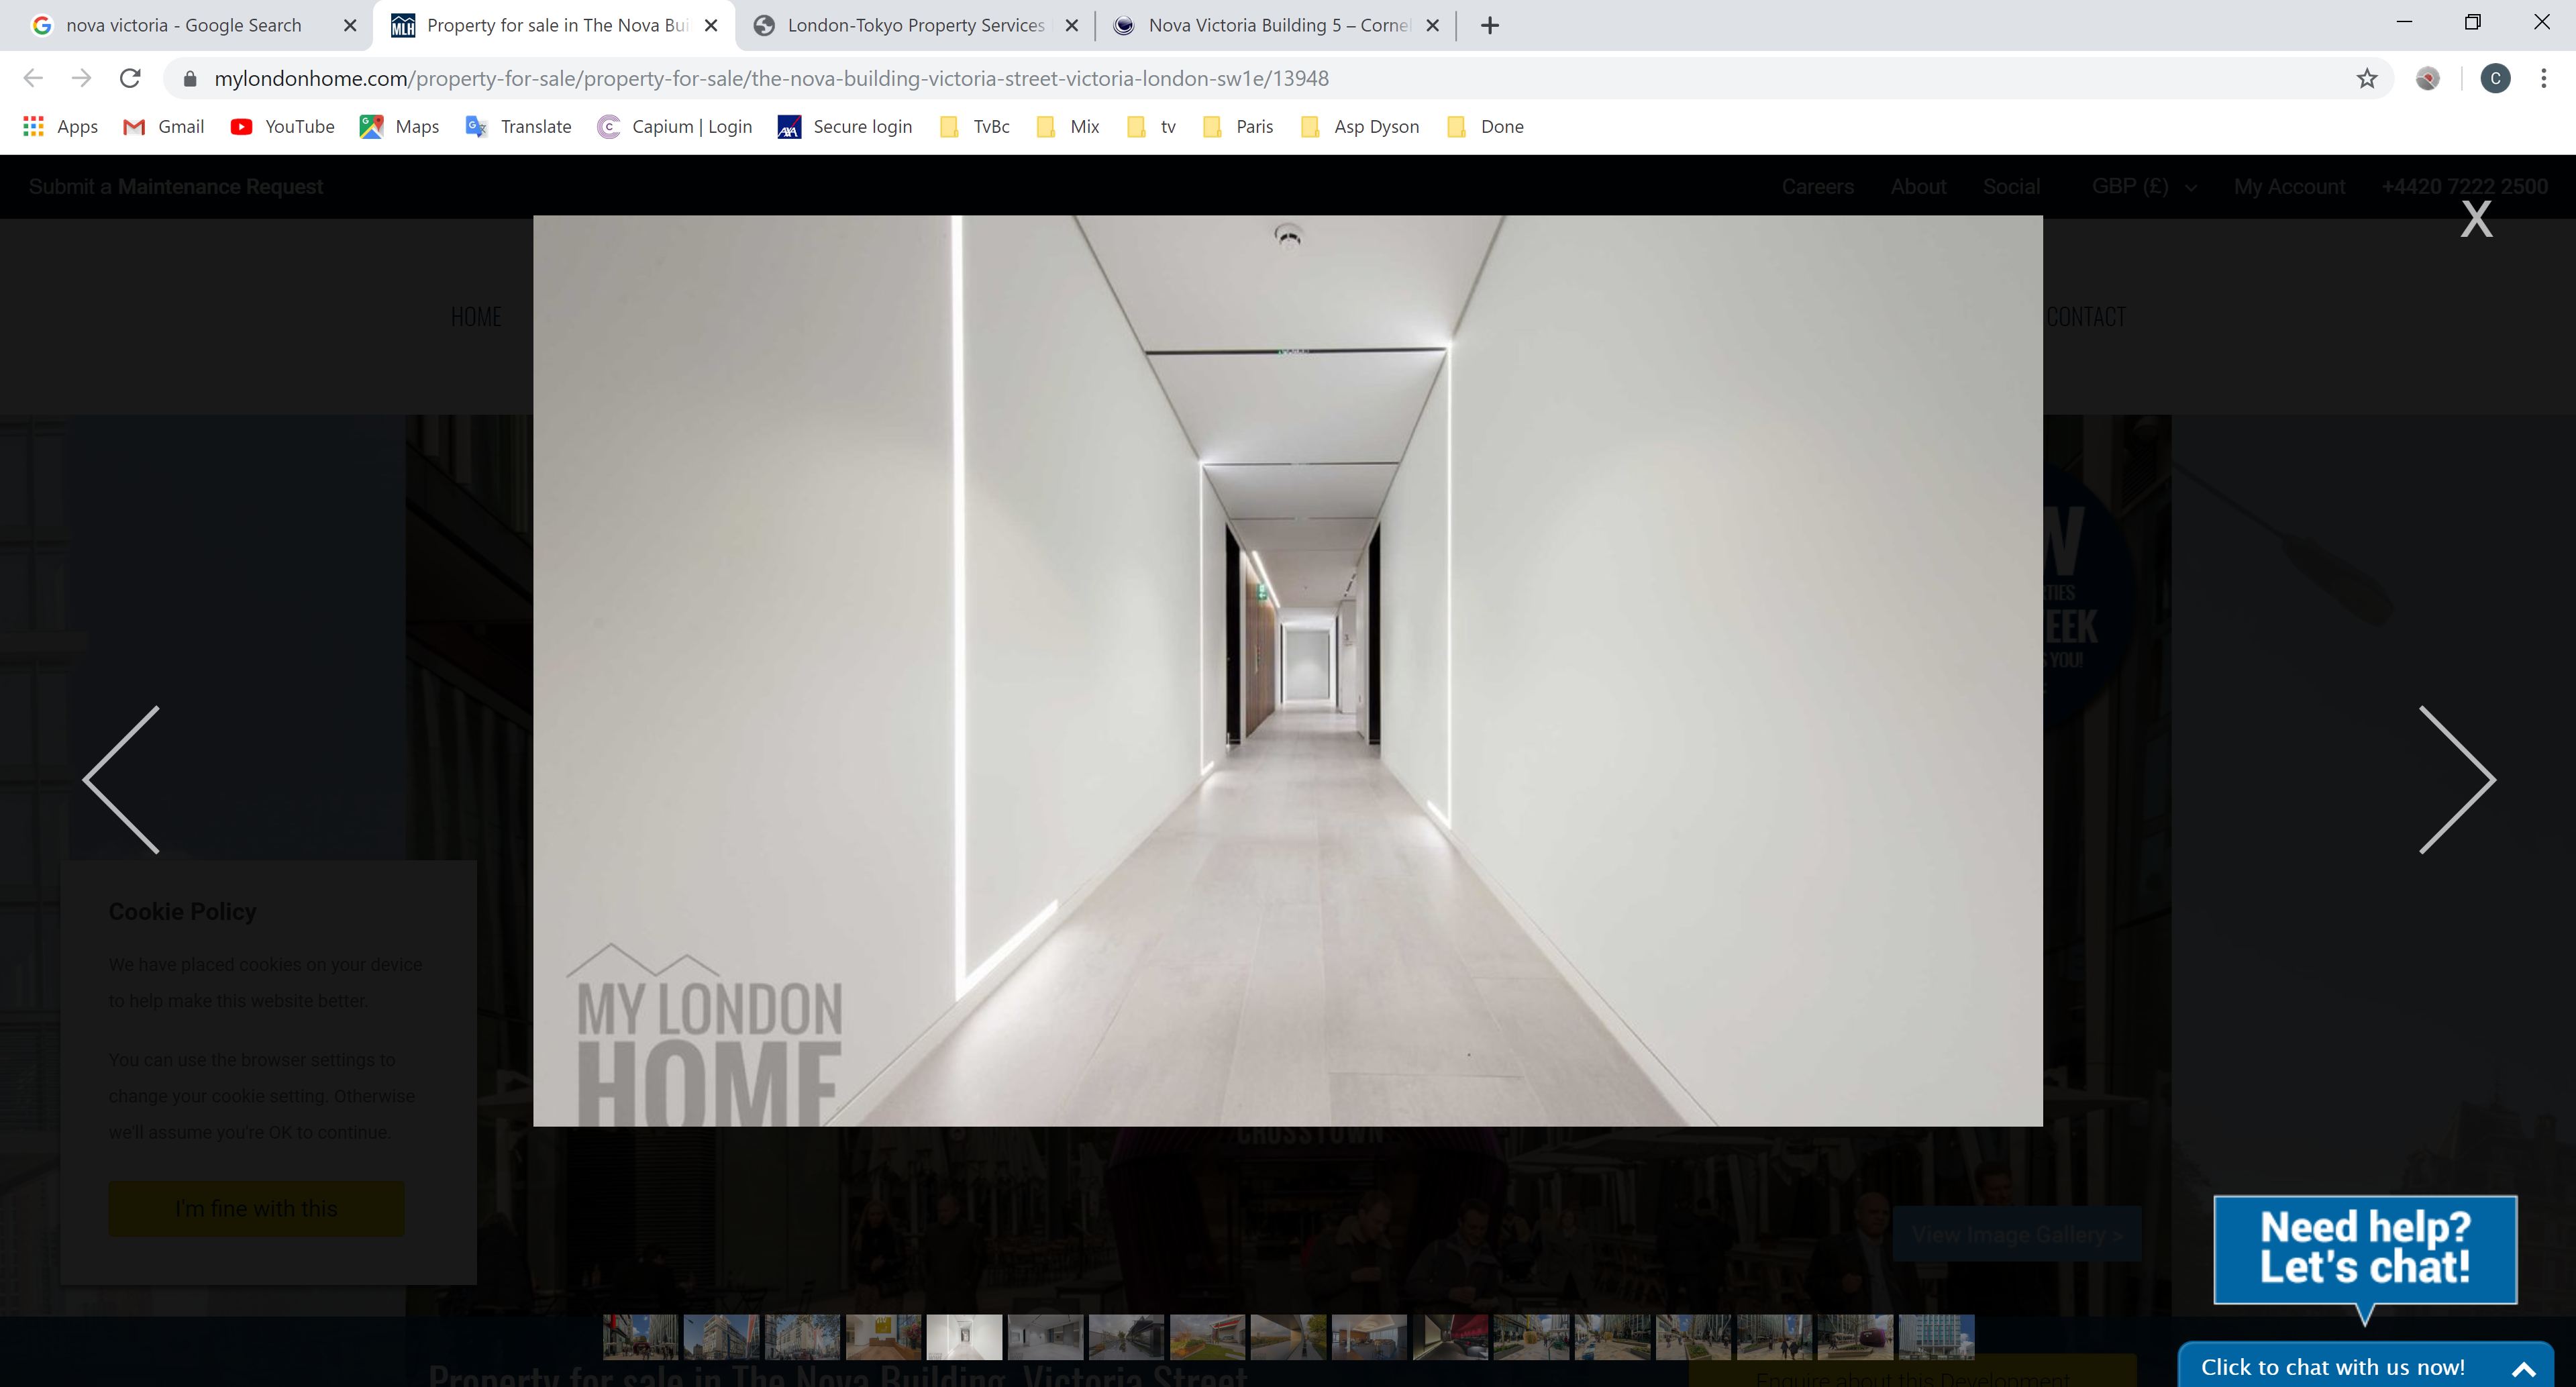 nova victoria - Google Search
Property for sale in The Nova Bui
London-Tokyo Property Services
Nova Victoria Building 5 – Corne
mylondonhome.com/property-for-sale/property-for-sale/the-nova-building-victoria-street-victoria-london-sw1e/13948
C
Apps
Gmail
YouTube
Maps
Translate
Capium | Login
Secure login
TvBc
Mix
tv
Paris
Asp Dyson
Done
Submit a Maintenance Request
Careers
About
Social
GBP (£)
My Account
+4420 7222 2500
X
HOME
CONTACT
EEK
YOU!
MY LONDON
HOME
Cookie Policy
We have placed cookies on your device
to help make this website better.
You can use the browser settings to
change your cookie setting. Otherwise
we'll assume you're OK to continue.
I'm fine with this
CROSSTOWN
View Image Gallery >
Need help?
Let's chat!
Property for sale in The Nova Building, Victoria Street
Enquire about this Development
Click to chat with us now!